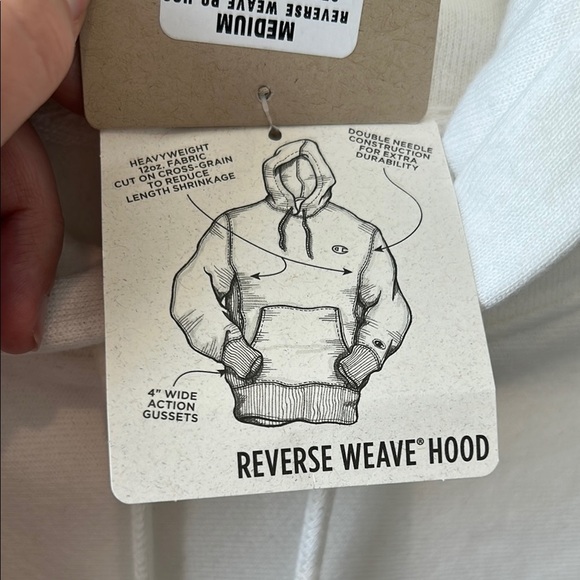 MEDIUM
REVERSE WEAVE PO HOO
HEAVYWEIGHT
12oz. FABRIC
CUT ON CROSS-GRAIN
TO REDUCE
LENGTH SHRINKAGE
DOUBLE NEEDLE
CONSTRUCTION
FOR EXTRA
DURABILITY
4" WIDE
ACTION
GUSSETS
REVERSE WEAVE® HOOD